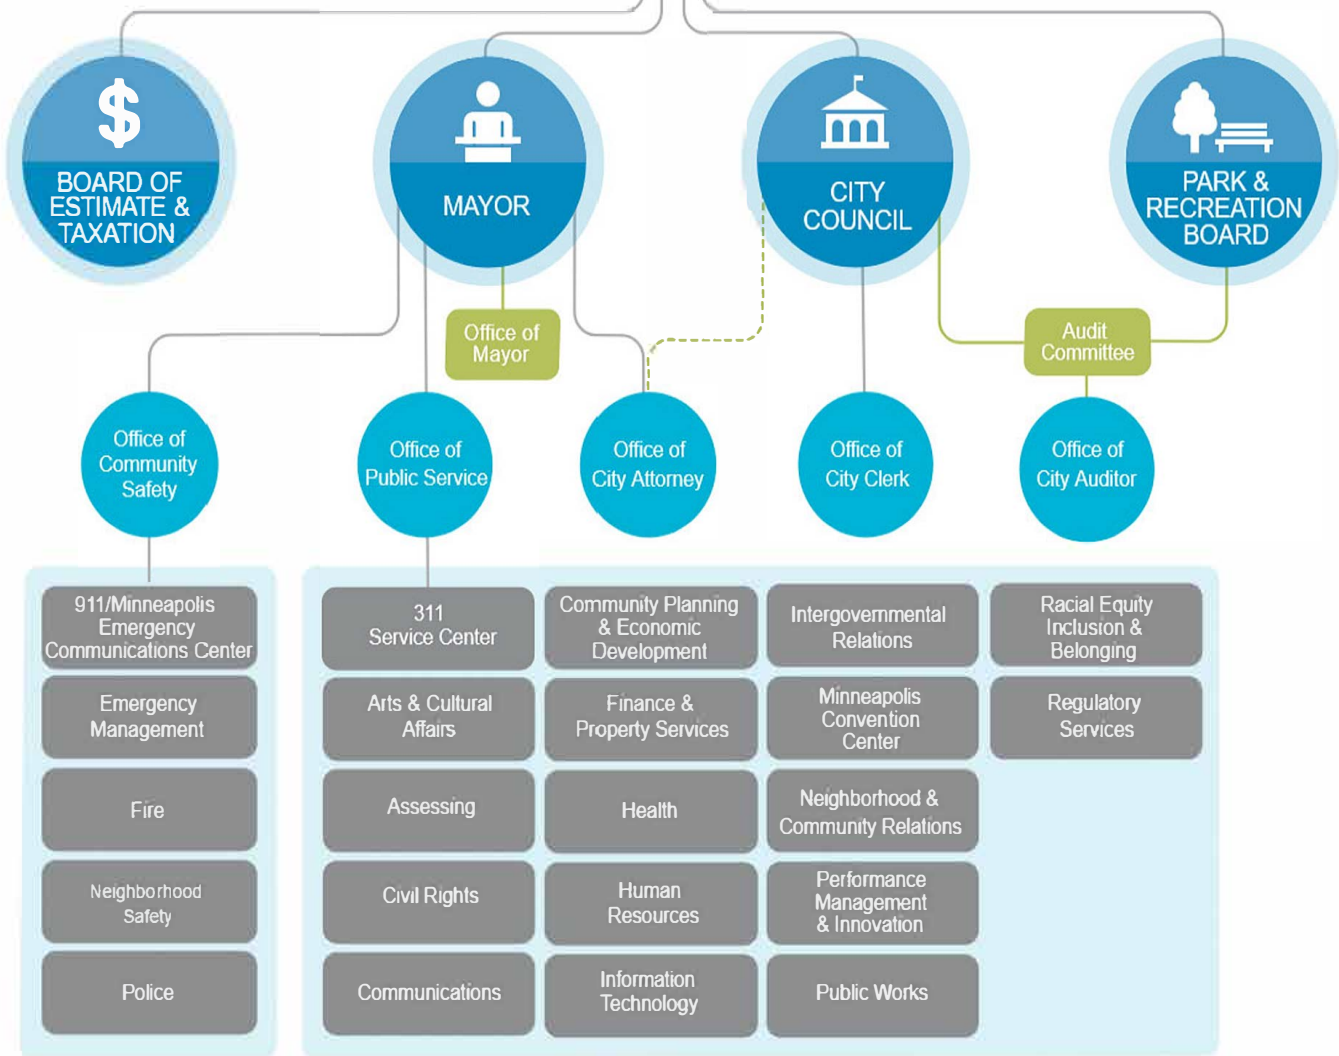 $
BOARD OF
ESTIMATE &
TAXATION
MAYOR
CITY
COUNCIL
PARK &
RECREATION
BOARD
Office of
Mayor
Audit
Committee
Office of
Community
Safety
Office of
Public Service
Office of
City Attorney
Office of
City Clerk
Office of
City Auditor
911/Minneapolis
Emergency
Communications Center
Emergency
Management
Fire
Neighborhood
Safety
Police
311
Service Center
Arts & Cultural
Affairs
Assessing
Civil Rights
Communications
Community Planning
& Economic
Development
Finance &
Property Services
Health
Human
Resources
Information
Technology
Intergovernmental
Relations
Minneapolis
Convention
Center
Neighborhood &
Community Relations
Performance
Management
& Innovation
Public Works
Racial Equity
Inclusion &
Belonging
Regulatory
Services